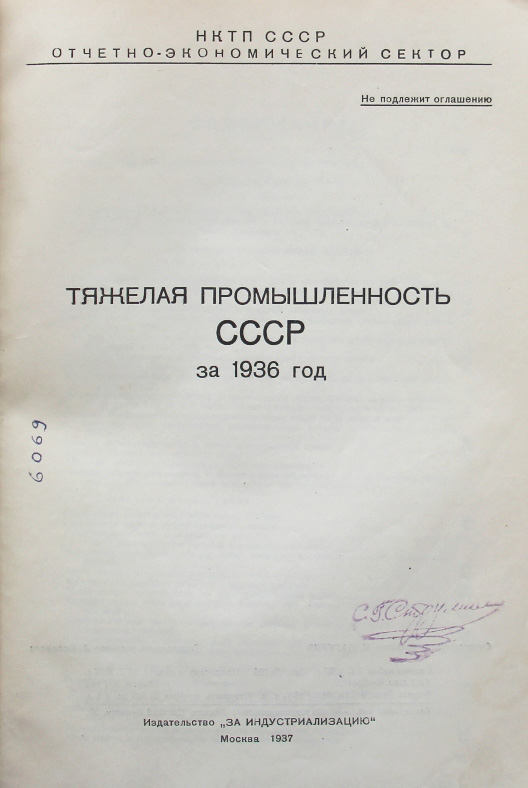 НКТП СССР
ОТЧЕТНО-ЭКОНОМИЧЕСКИЙ СЕКТОР
Не подлежит оглашению
ТЯЖЕЛАЯ ПРОМЫШЛЕННОСТЬ
СССР
за 1936 год
6069
С.Г.Струмилин
Издательство „ЗА ИНДУСТРИАЛИЗАЦИЮ"
Москва 1937